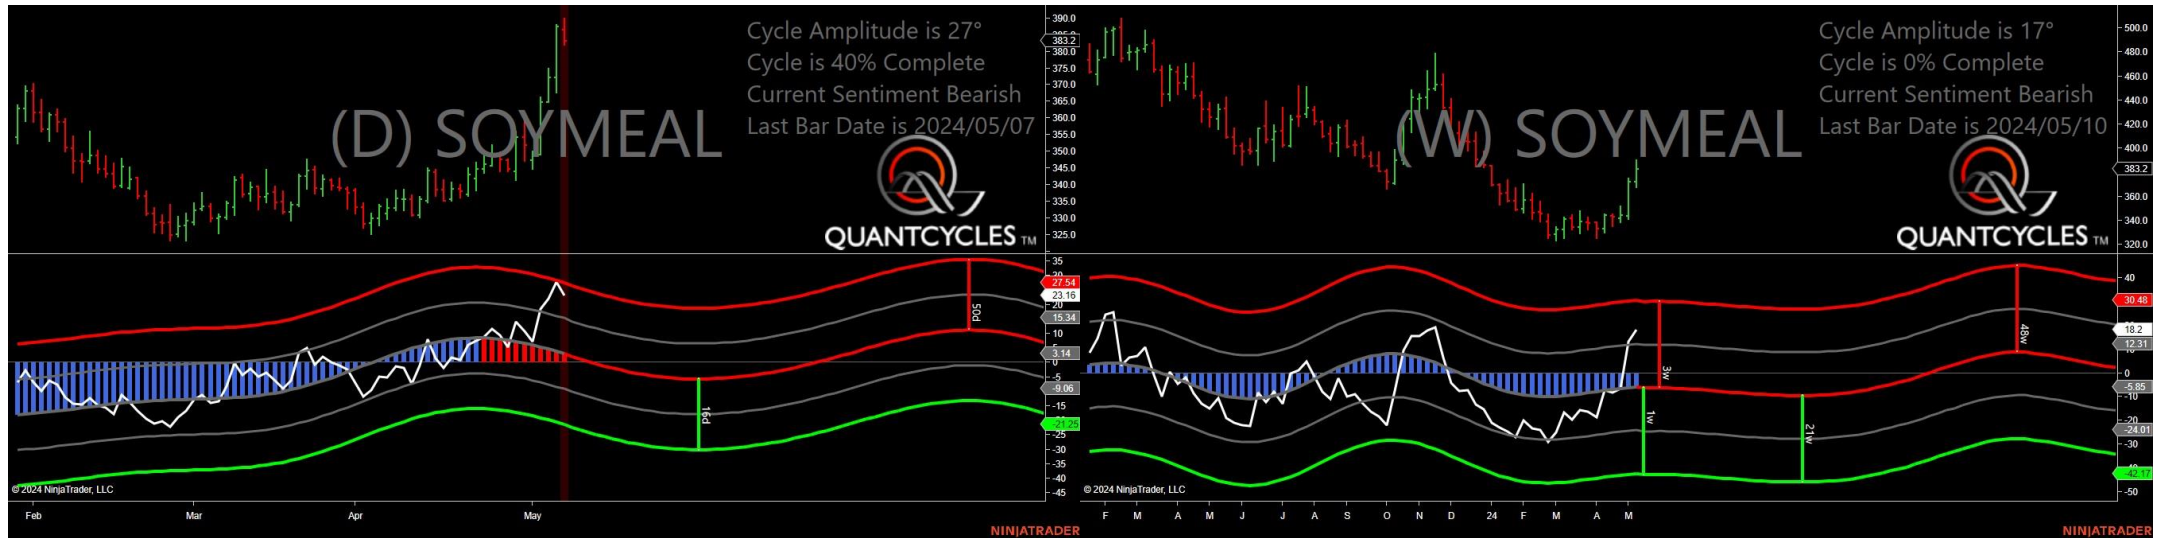 Cycle Amplitude is 27°
Cycle is 40% Complete
Current Sentiment Bearish
Last Bar Date is 2024/05/07
(D) SOYMEAL
QUANTCYCLES TM
390.0
383.2
380.0
375.0
370.0
365.0
360.0
355.0
350.0
345.0
340.0
335.0
330.0
325.0
35
27.54
23.16
20
15.34
10
3.14
0
-5
-9.06
-15
-21.25
-25
-30
-35
-40
-45
50d
16d
© 2024 NinjaTrader, LLC
Feb Mar Apr May
NINJATRADER
Cycle Amplitude is 17°
Cycle is 0% Complete
Current Sentiment Bearish
Last Bar Date is 2024/05/10
(W) SOYMEAL
QUANTCYCLES TM
500.0
480.0
460.0
440.0
420.0
400.0
383.2
360.0
340.0
320.0
40
30.48
18.2
12.31
0
-5.85
-10
-24.01
-30
-42.17
-50
3w
1w
21w
48w
© 2024 NinjaTrader, LLC
F M A M J J A S O N D 24 F M A M
NINJATRADER